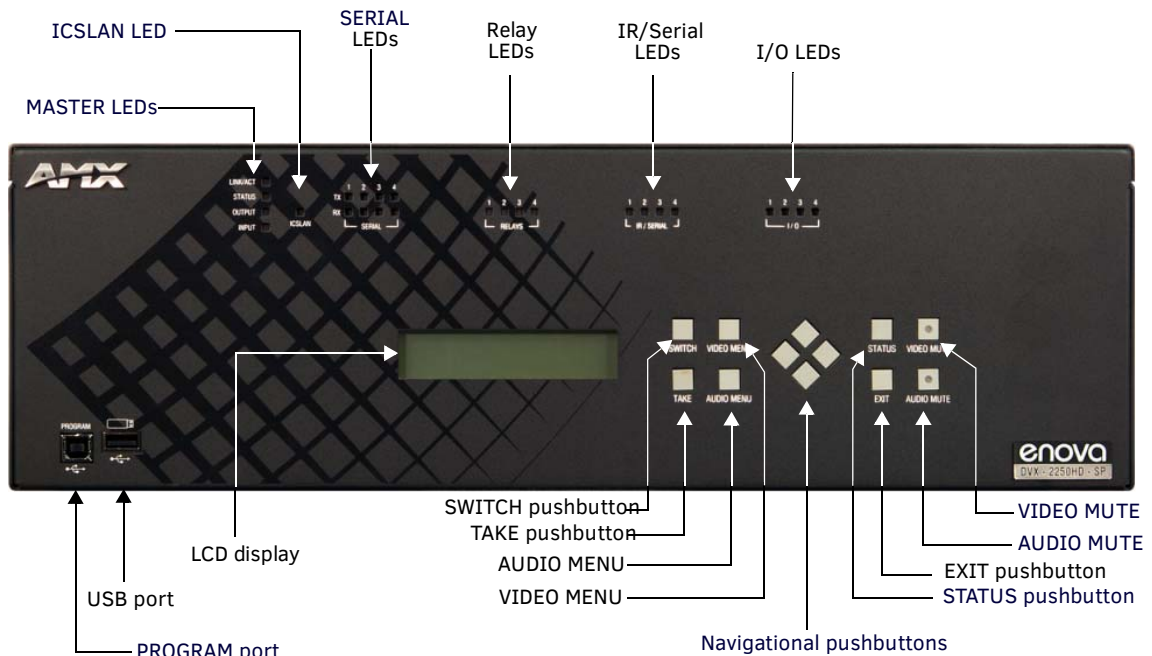 ICSLAN LED
SERIAL
LEDs
Relay
LEDs
IR/Serial
LEDs
I/O LEDs
MASTER LEDs
AMX
LINK/ACT
STATUS
OUTPUT
INPUT
ICSLAN
1 2 3 4
TX
RX
SERIAL
1 2 3 4
RELAYS
1 2 3 4
IR / SERIAL
1 2 3 4
I / O
SWITCH
VIDEO MENU
STATUS
VIDEO MUTE
TAKE
AUDIO MENU
EXIT
AUDIO MUTE
PROGRAM
enova
DVX - 2250HD - SP
SWITCH pushbutton
TAKE pushbutton
AUDIO MENU
VIDEO MENU
VIDEO MUTE
AUDIO MUTE
EXIT pushbutton
STATUS pushbutton
LCD display
USB port
PROGRAM port
Navigational pushbuttons